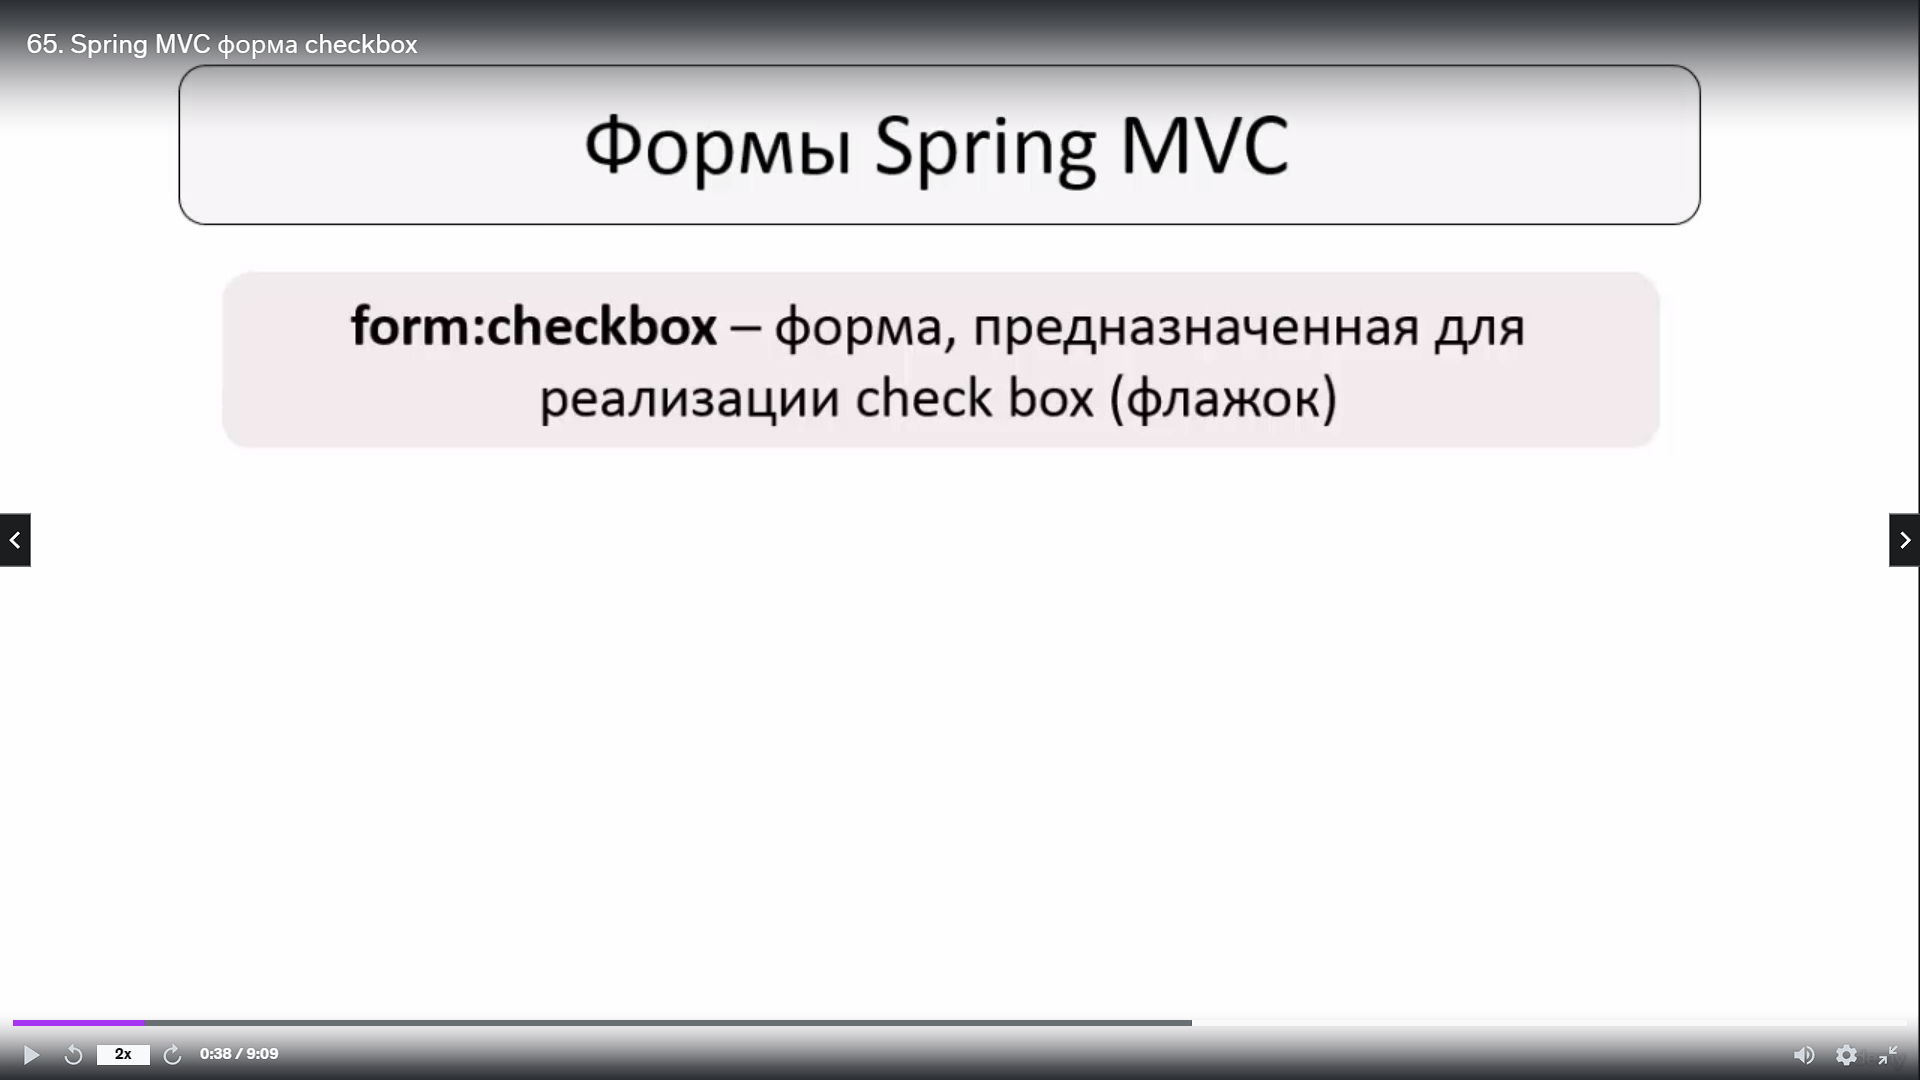 65. Spring MVC форма checkbox
Формы Spring MVC
form:checkbox – форма, предназначенная для
реализации check box (флажок)
2x
0:38 / 9:09